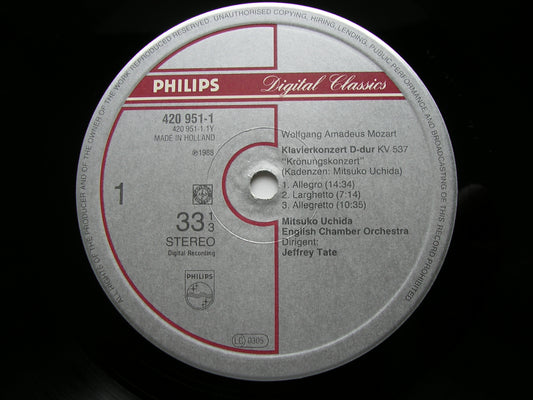 ALL RIGHTS OF THE PRODUCER AND OF THE OWNER OF THE WORK REPRODUCED RESERVED. UNAUTHORISED COPYING, HIRING, LENDING, PUBLIC PERFORMANCE AND BROADCASTING OF THIS RECORD PROHIBITED
PHILIPS Digital Classics
420 951-1
420 951-1.1Y
MADE IN HOLLAND
℗1988
1
33 1/3
STEREO
Digital Recording
PHILIPS
LC 0305
Wolfgang Amadeus Mozart
Klavierkonzert D-dur KV 537
"Krönungskonzert"
(Kadenzen: Mitsuko Uchida)
1. Allegro (14:34)
2. Larghetto (7:14)
3. Allegretto (10:35)
Mitsuko Uchida
English Chamber Orchestra
Dirigent:
Jeffrey Tate